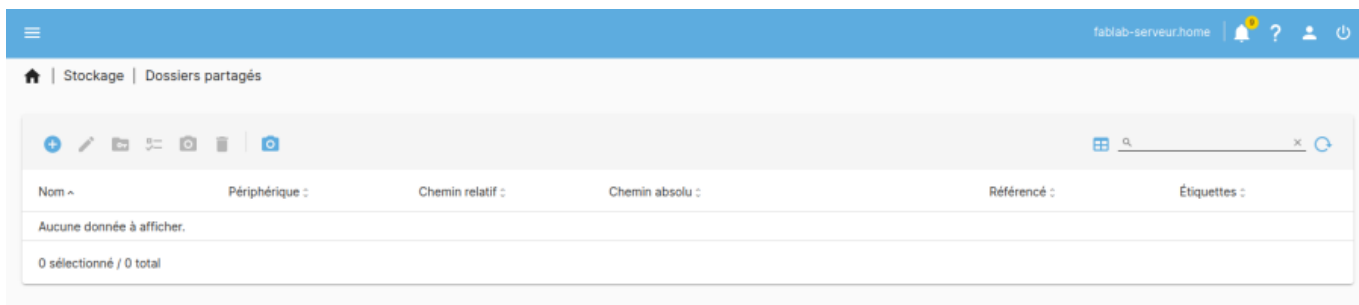 fablab-serveur.home 9 ?
Stockage | Dossiers partagés
Nom Périphérique Chemin relatif Chemin absolu Référencé Étiquettes
Aucune donnée à afficher.
0 sélectionné / 0 total